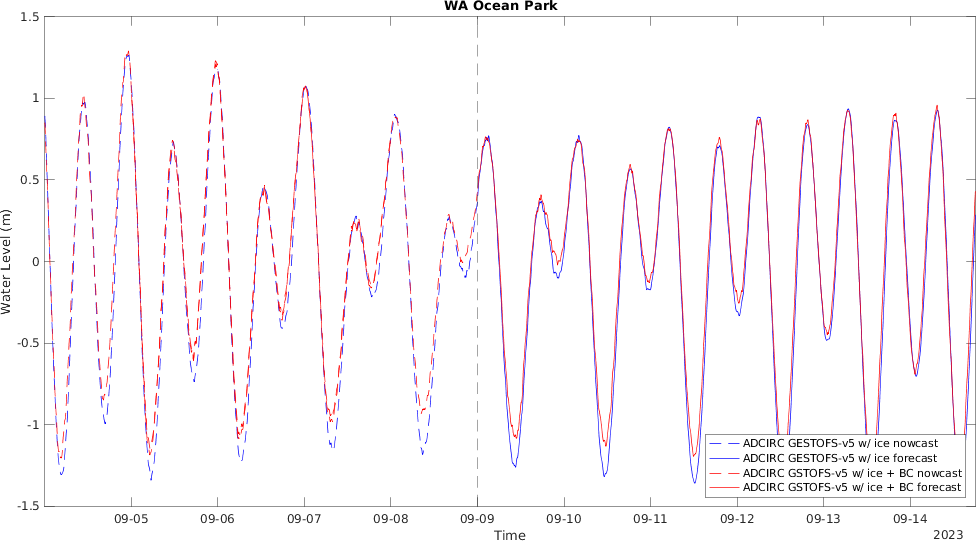 WA Ocean Park
1.5
1
0.5
0
-0.5
-1
-1.5
Water Level (m)
09-05 09-06 09-07 09-08 09-09 09-10 09-11 09-12 09-13 09-14
Time
2023
ADCIRC GESTOFS-v5 w/ ice nowcast
ADCIRC GESTOFS-v5 w/ ice forecast
ADCIRC GSTOFS-v5 w/ ice + BC nowcast
ADCIRC GSTOFS-v5 w/ ice + BC forecast